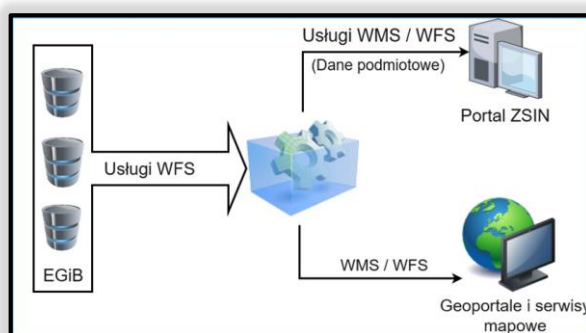 Usługi WMS / WFS
(Dane podmiotowe)
Portal ZSIN
Usługi WFS
EGiB
WMS / WFS
Geoportale i serwisy
mapowe